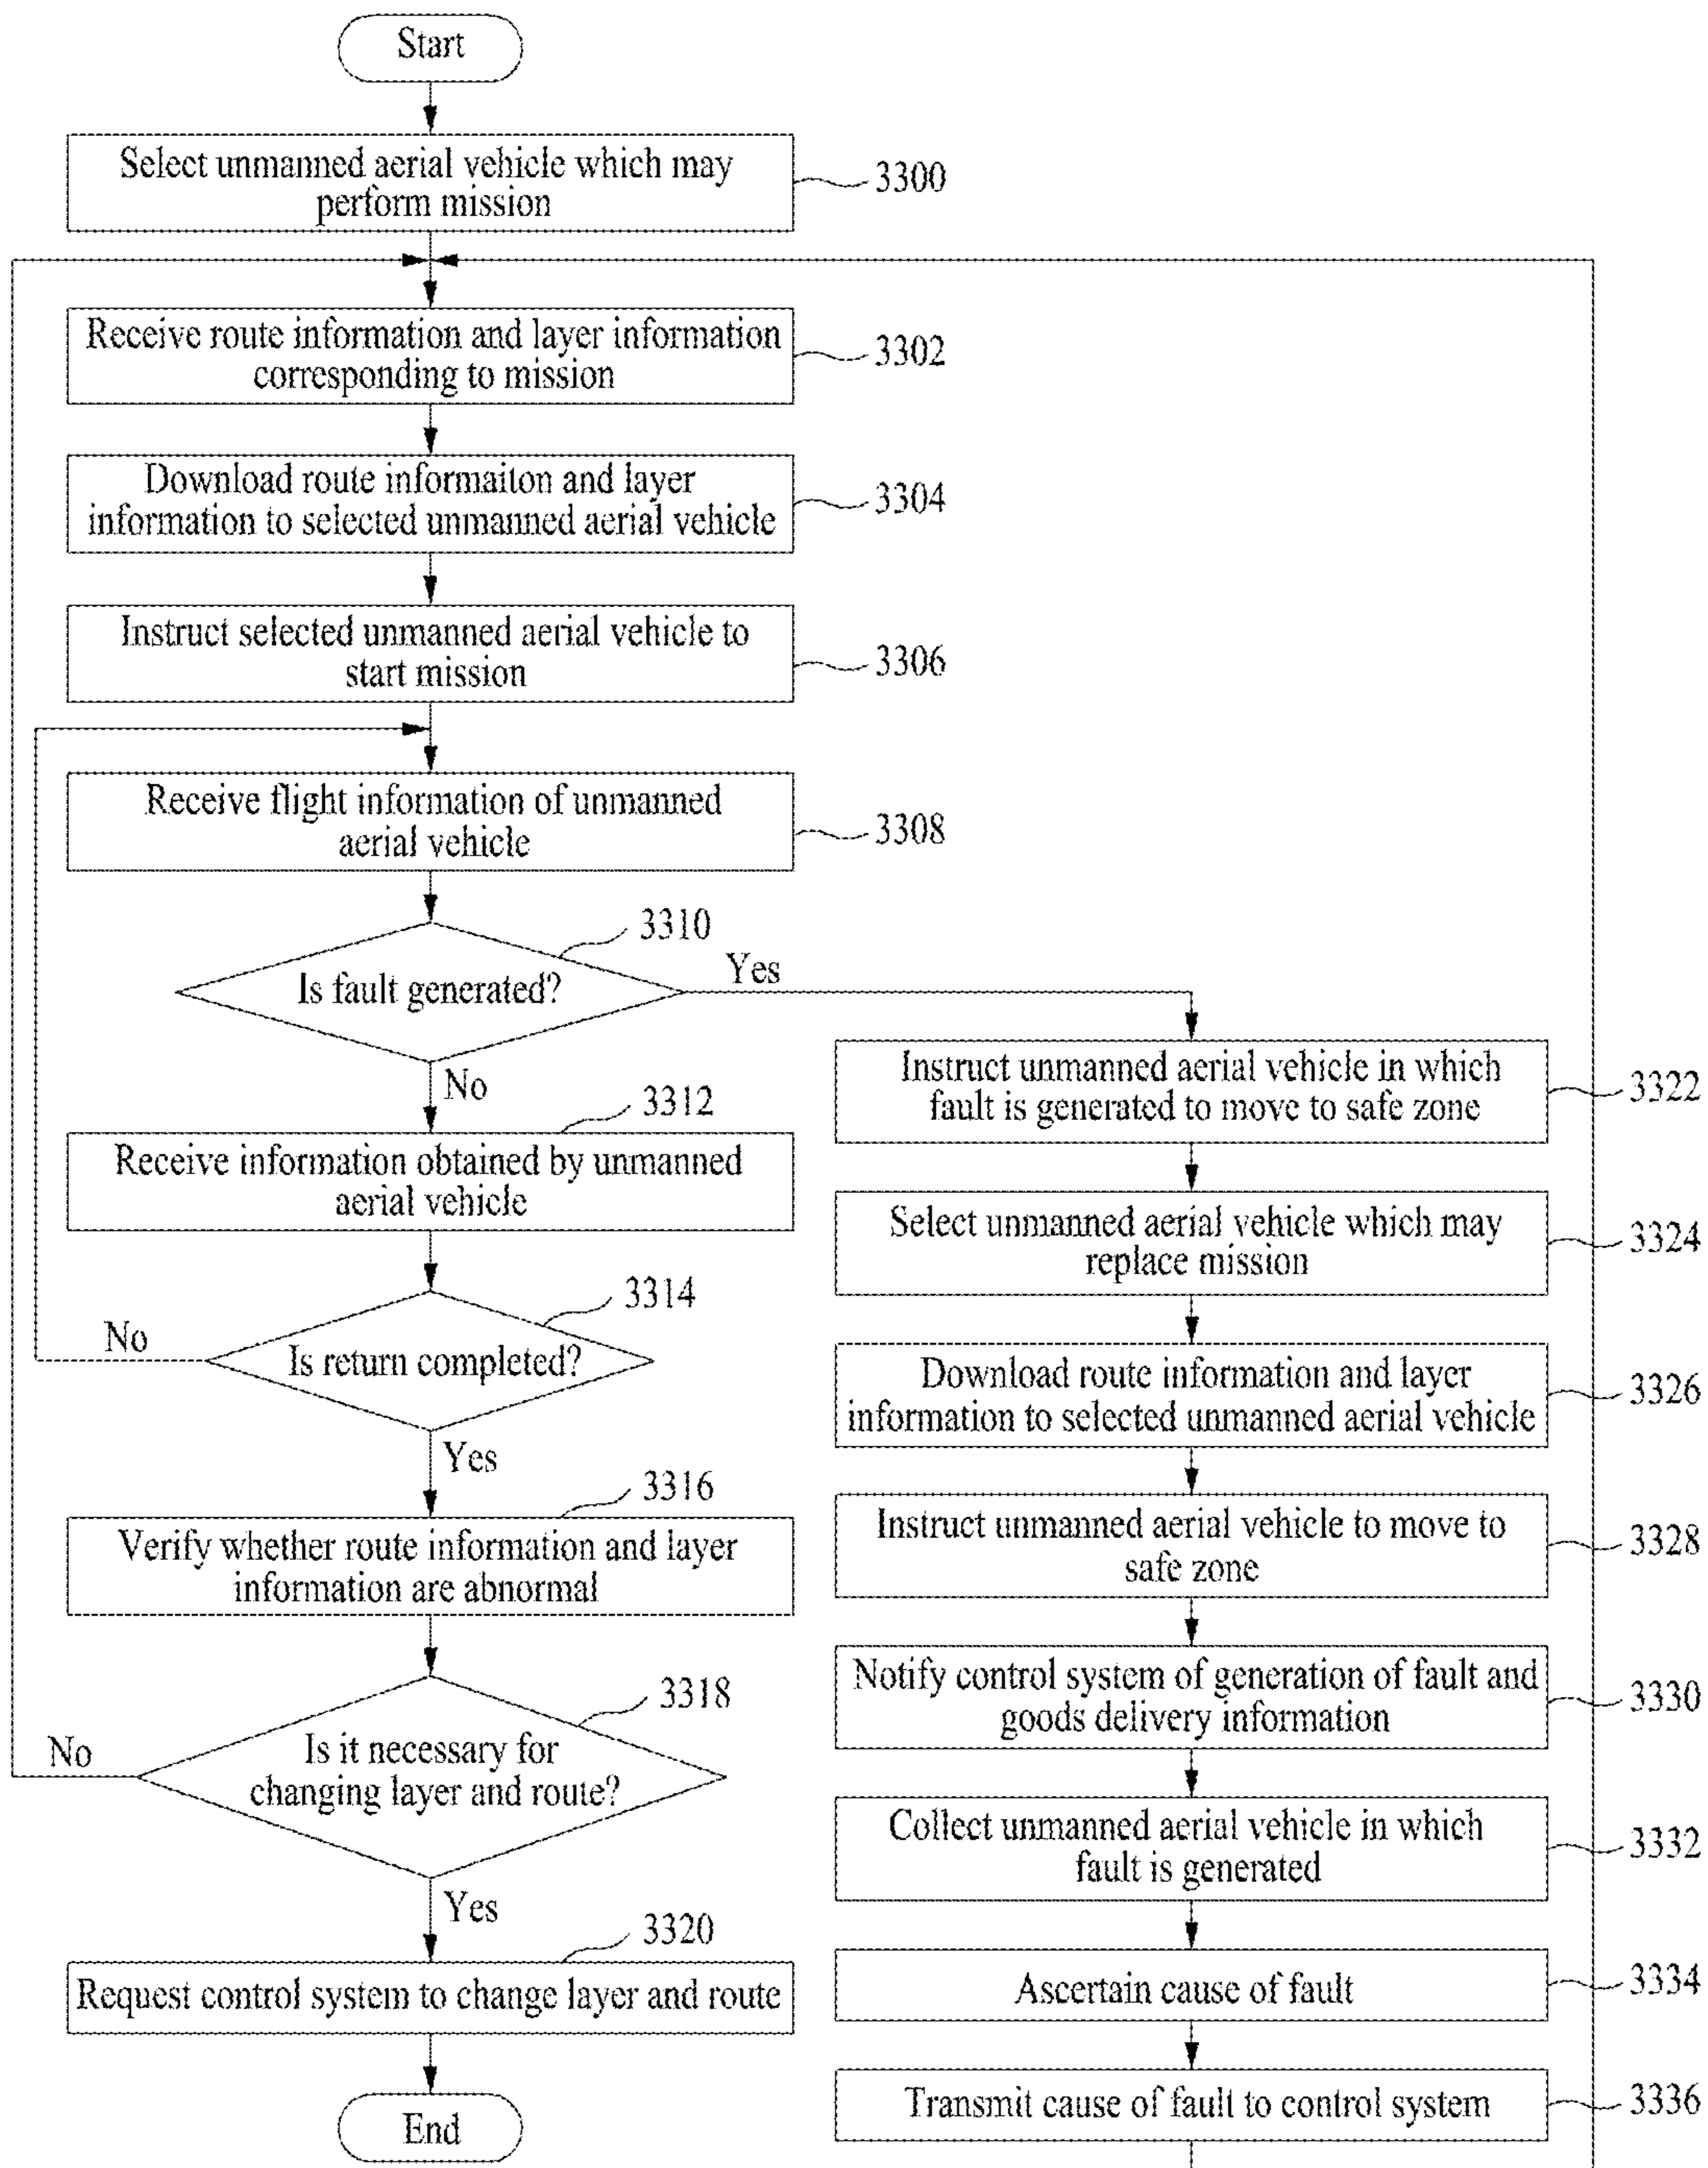 Start
Select unmanned aerial vehicle which may
perform mission
3300
Receive route information and layer information
corresponding to mission
3302
Download route informaiton and layer
information to selected unmanned aerial vehicle
3304
Instruct selected unmanned aerial vehicle to
start mission
3306
Receive flight information of unmanned
aerial vehicle
3308
3310
Is fault generated?
Yes
No
3312
Receive information obtained by unmanned
aerial vehicle
3314
Is return completed?
No
Yes
3316
Verify whether route information and layer
information are abnormal
3318
Is it necessary for
changing layer and route?
No
Yes
3320
Request control system to change layer and route
End
Instruct unmanned aerial vehicle in which
fault is generated to move to safe zone
3322
Select unmanned aerial vehicle which may
replace mission
3324
Download route information and layer
information to selected unmanned aerial vehicle
3326
Instruct unmanned aerial vehicle to move to
safe zone
3328
Notify control system of generation of fault and
goods delivery information
3330
Collect unmanned aerial vehicle in which
fault is generated
3332
Ascertain cause of fault
3334
Transmit cause of fault to control system
3336